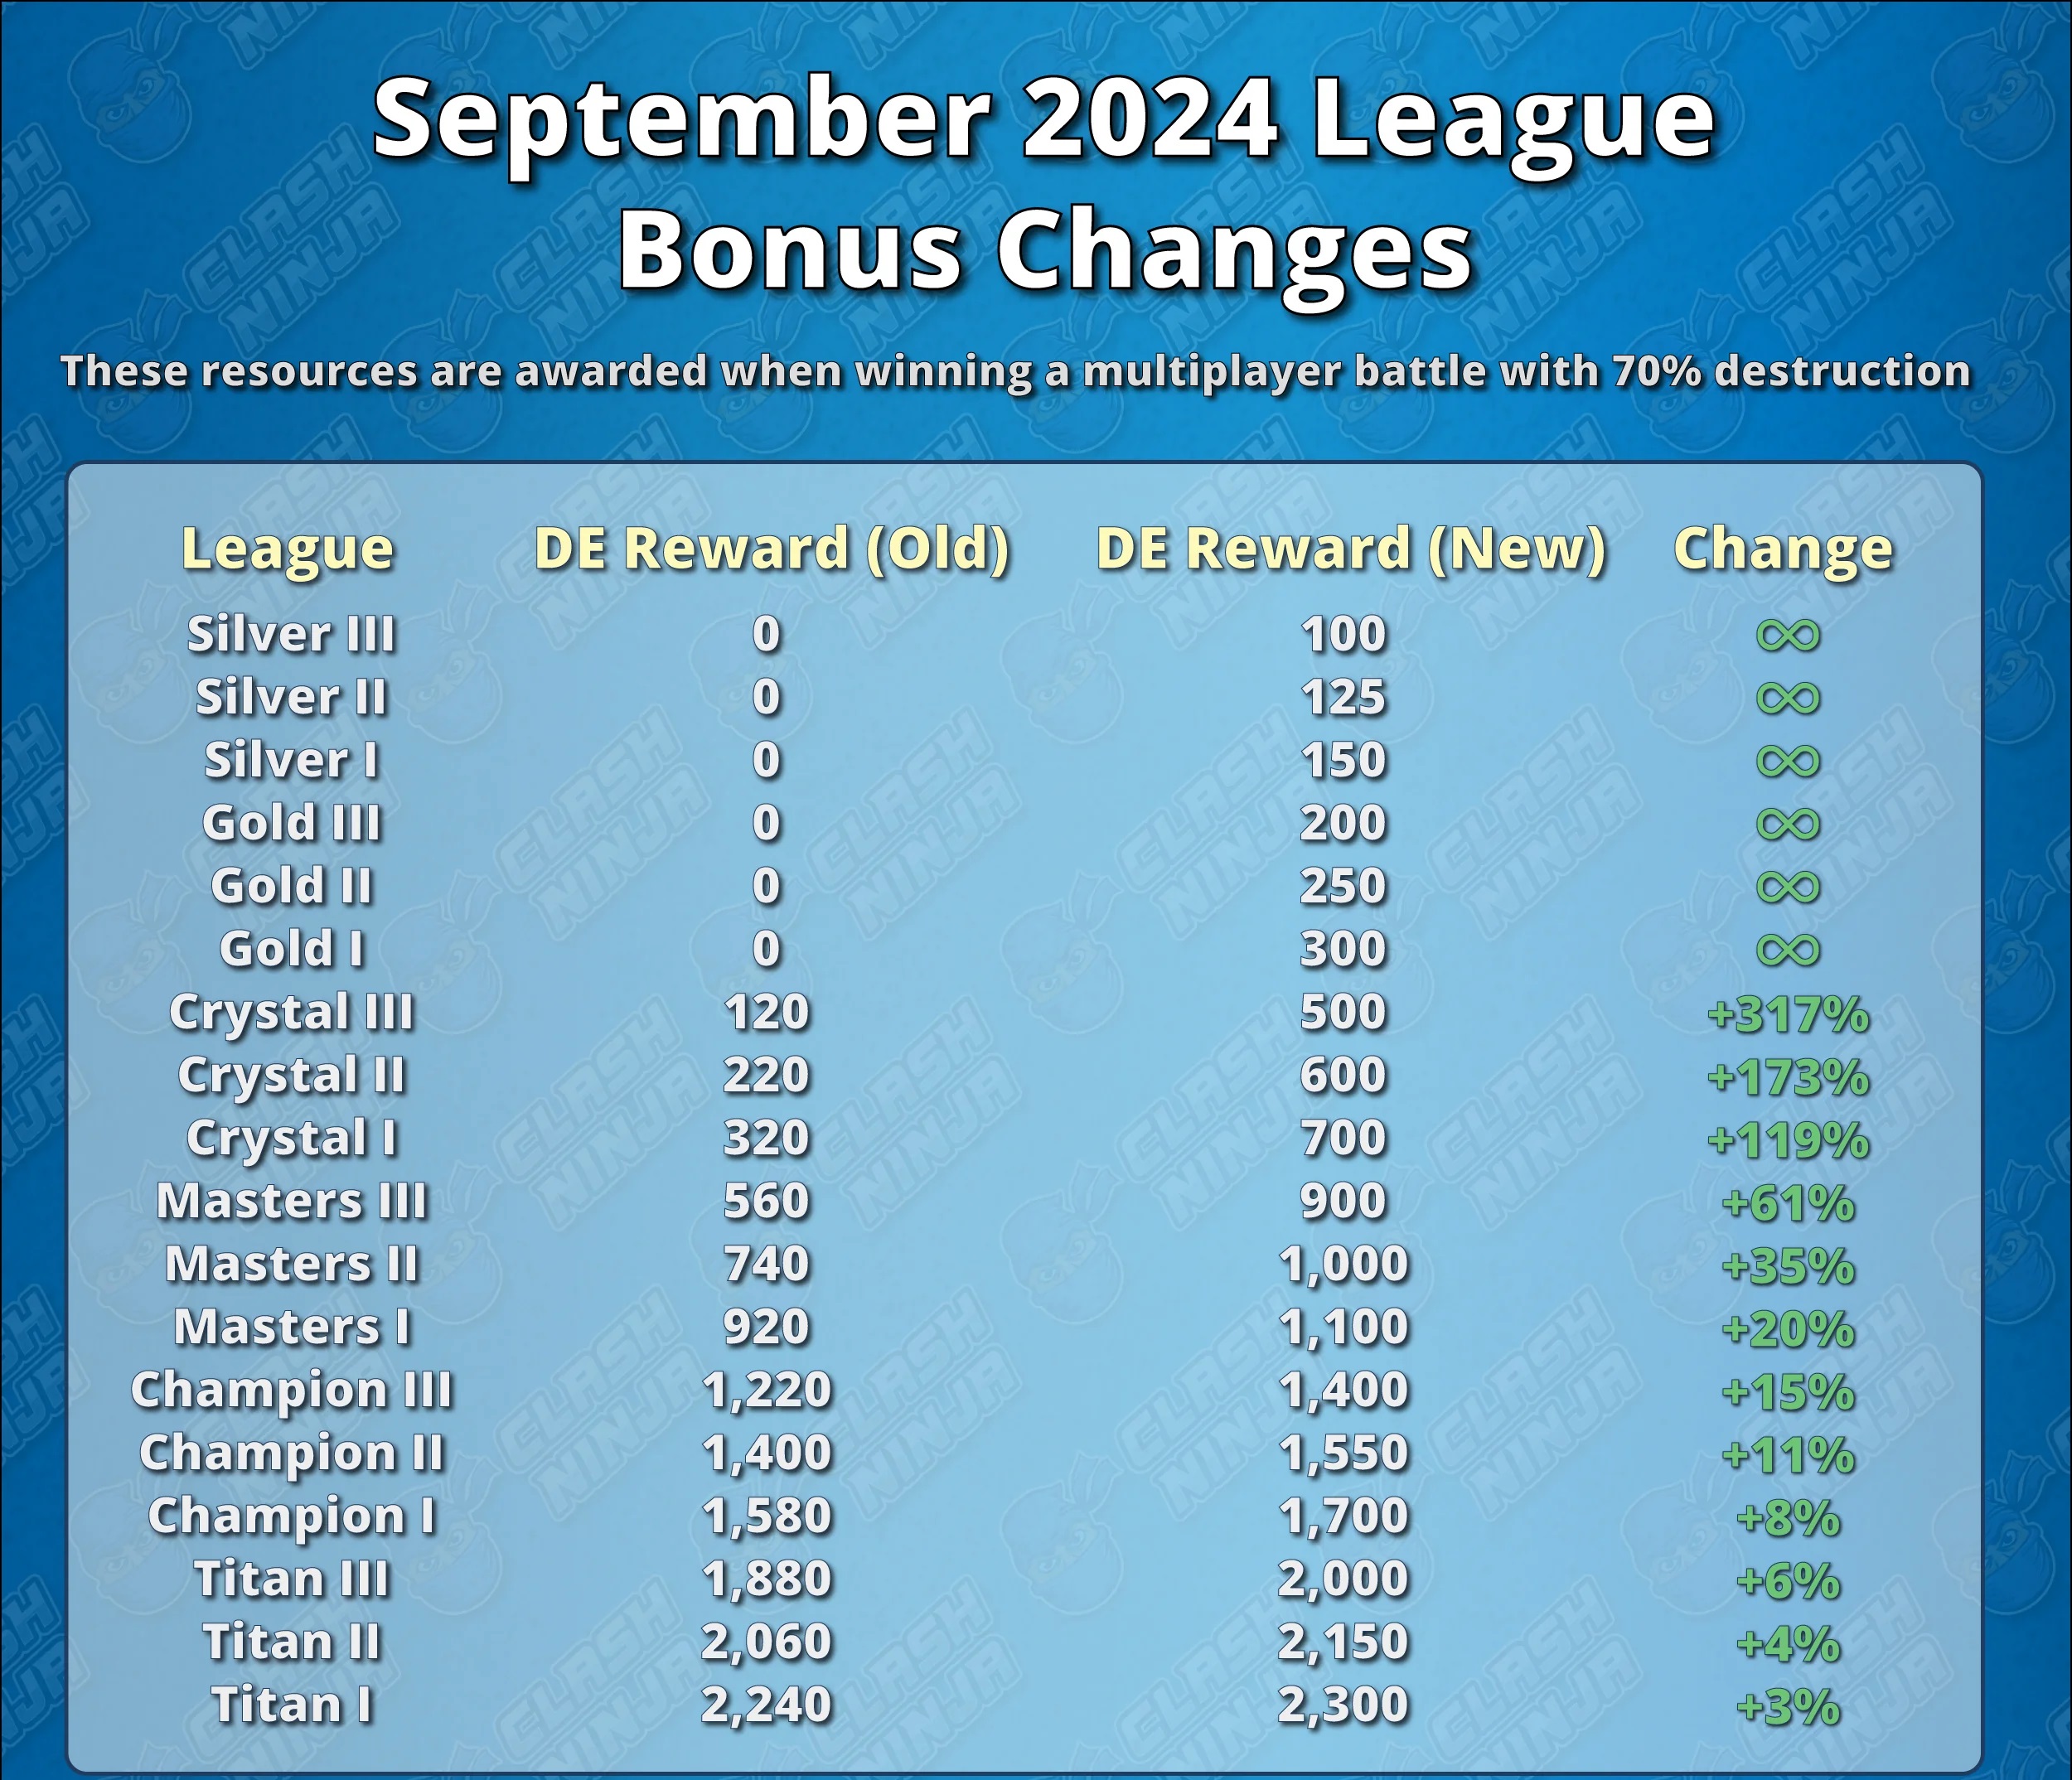 September 2024 League
Bonus Changes
These resources are awarded when winning a multiplayer battle with 70% destruction
League DE Reward (Old) DE Reward (New) Change
Silver III 0 100 ∞
Silver II 0 125 ∞
Silver I 0 150 ∞
Gold III 0 200 ∞
Gold II 0 250 ∞
Gold I 0 300 ∞
Crystal III 120 500 +317%
Crystal II 220 600 +173%
Crystal I 320 700 +119%
Masters III 560 900 +61%
Masters II 740 1,000 +35%
Masters I 920 1,100 +20%
Champion III 1,220 1,400 +15%
Champion II 1,400 1,550 +11%
Champion I 1,580 1,700 +8%
Titan III 1,880 2,000 +6%
Titan II 2,060 2,150 +4%
Titan I 2,240 2,300 +3%
CLASH
NINJA